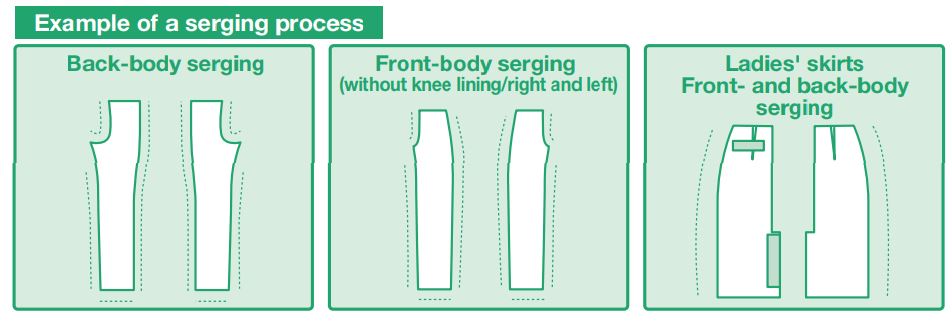 Example of a serging process
Back-body serging
Front-body serging
(without knee lining/right and left)
Ladies' skirts
Front- and back-body
serging